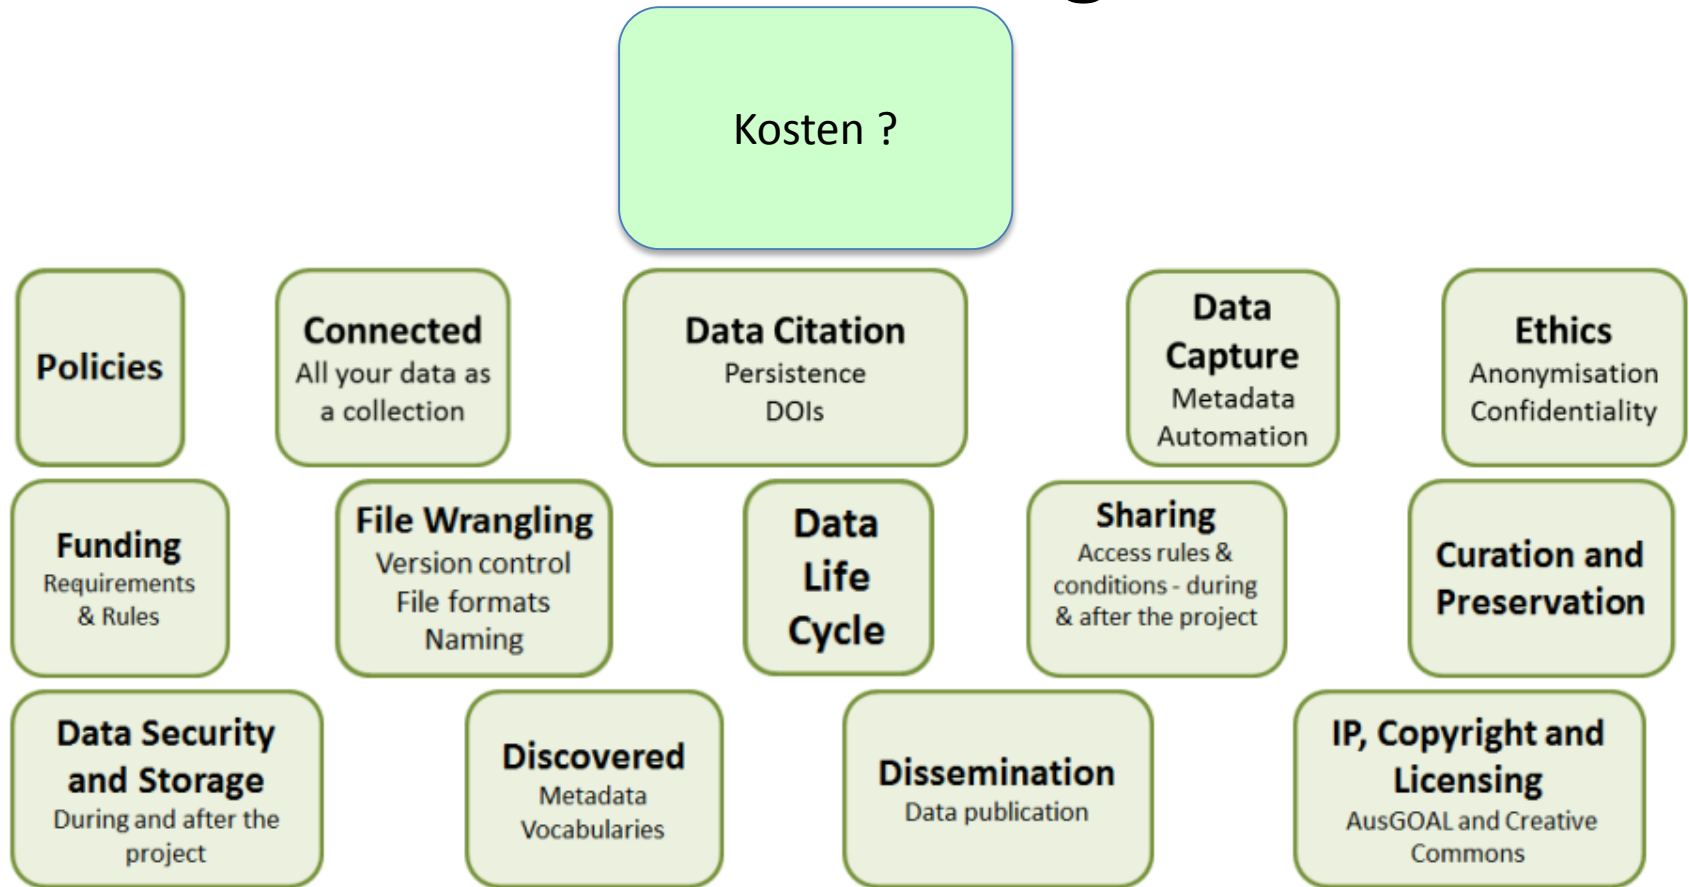 Kosten ?
Policies
Connected
All your data as
a collection
Data Citation
Persistence
DOIs
Data
Capture
Metadata
Automation
Ethics
Anonymisation
Confidentiality
Funding
Requirements
& Rules
File Wrangling
Version control
File formats
Naming
Data
Life
Cycle
Sharing
Access rules &
conditions - during
& after the project
Curation and
Preservation
Data Security
and Storage
During and after the
project
Discovered
Metadata
Vocabularies
Dissemination
Data publication
IP, Copyright and
Licensing
AusGOAL and Creative
Commons